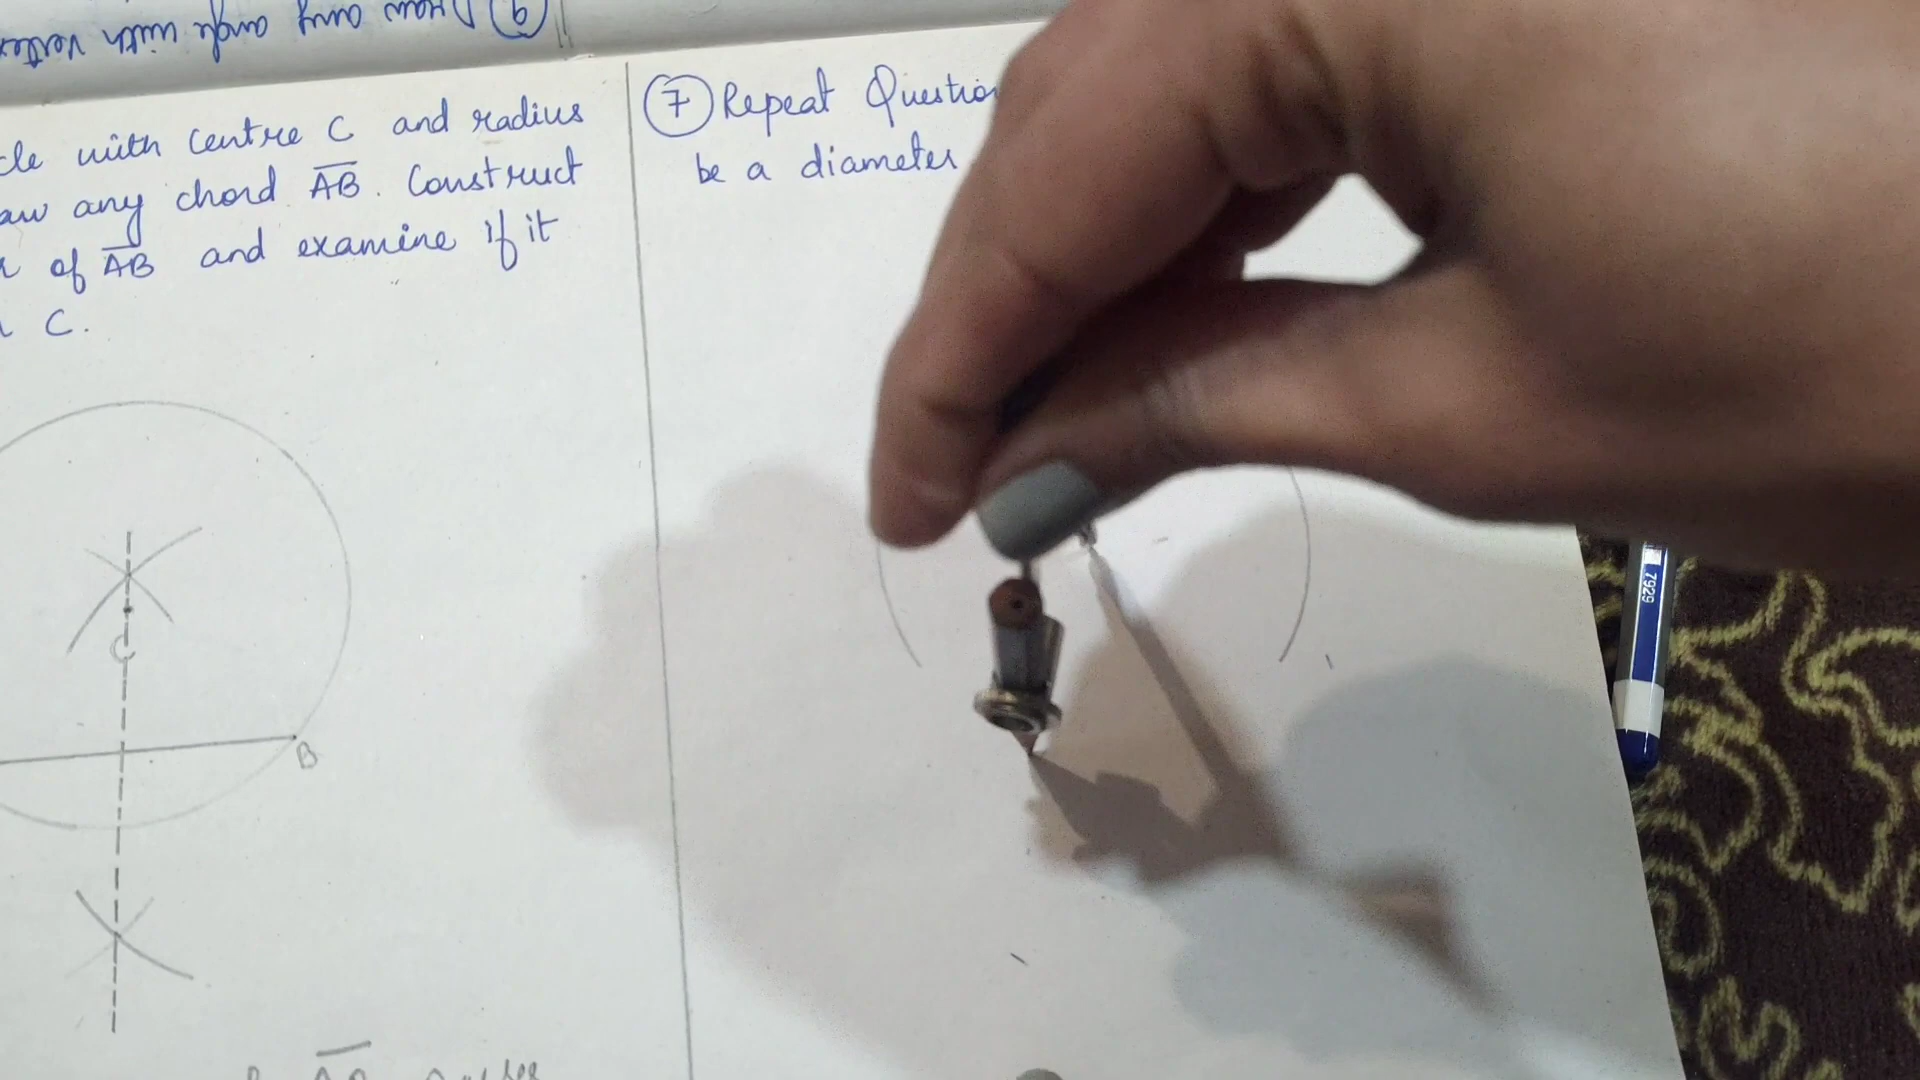 Draw any angle with vertex
cle with centre C and radius
aw any chord AB. Construct
r of AB and examine if it
C.
C
B
7 Repeat Question
be a diameter
7929